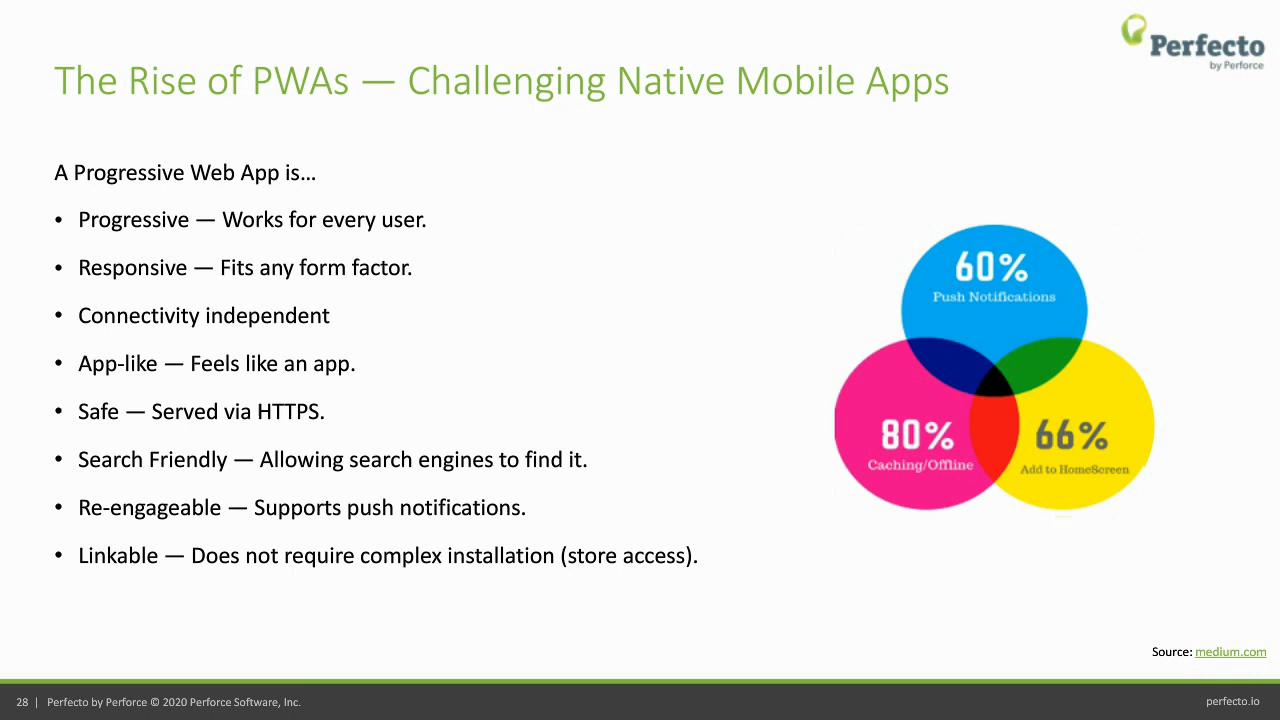 Perfecto
by Perforce
The Rise of PWAs — Challenging Native Mobile Apps
A Progressive Web App is…
• Progressive — Works for every user.
• Responsive — Fits any form factor.
• Connectivity independent
• App-like — Feels like an app.
• Safe — Served via HTTPS.
• Search Friendly — Allowing search engines to find it.
• Re-engageable — Supports push notifications.
• Linkable — Does not require complex installation (store access).
60%
Push Notifications
80%
Caching/Offline
66%
Add to HomeScreen
Source: medium.com
28 | Perfecto by Perforce © 2020 Perforce Software, Inc.
perfecto.io